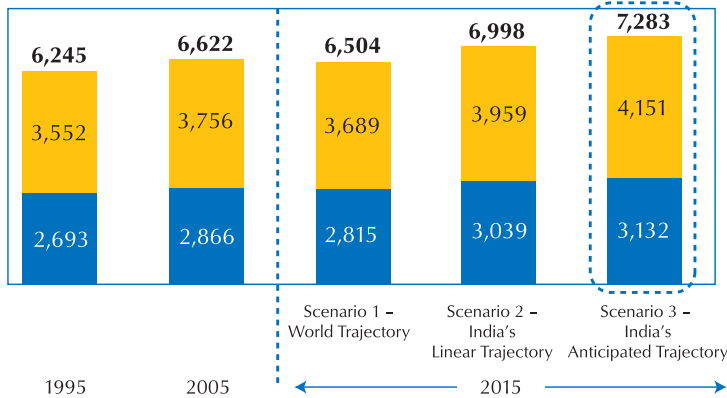 6,245
6,622
6,504
6,998
7,283
3,552
3,756
3,689
3,959
4,151
2,693
2,866
2,815
3,039
3,132
Scenario 1 –
World Trajectory
Scenario 2 –
India's
Linear Trajectory
Scenario 3 –
India's
Anticipated Trajectory
1995
2005
2015